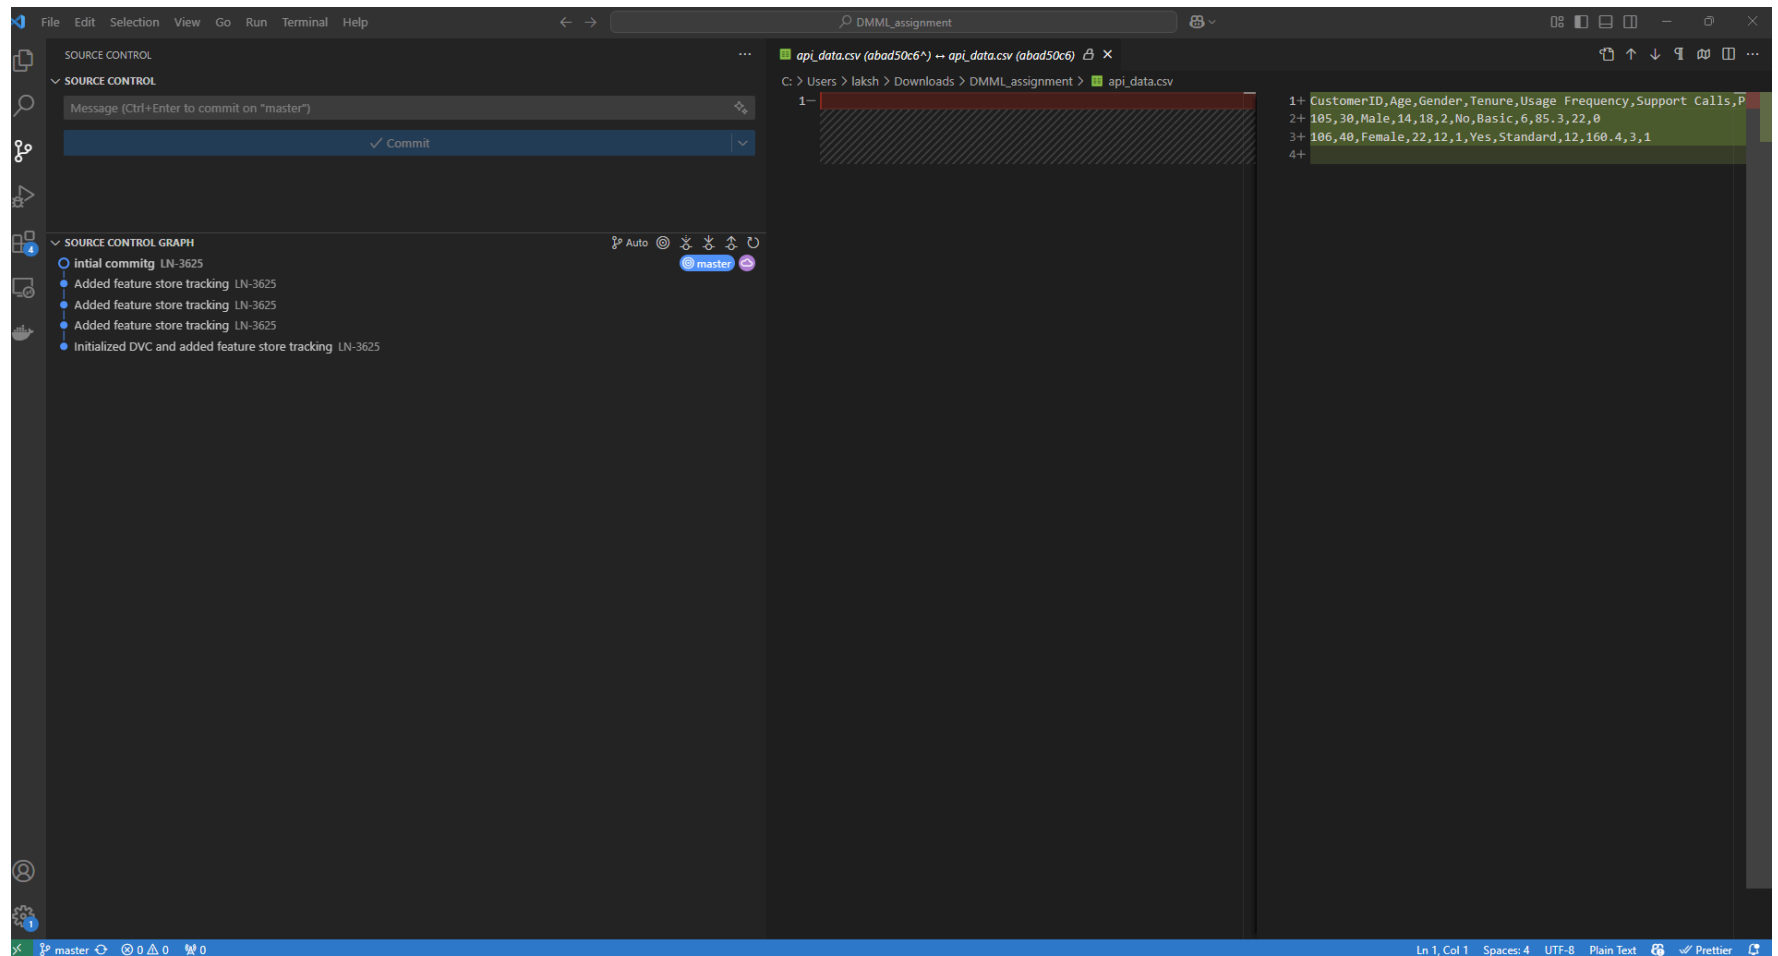 File Edit Selection View Go Run Terminal Help
DMML_assignment
SOURCE CONTROL
SOURCE CONTROL
Message (Ctrl+Enter to commit on "master")
Commit
SOURCE CONTROL GRAPH
Auto
intial commitg LN-3625
master
Added feature store tracking LN-3625
Added feature store tracking LN-3625
Added feature store tracking LN-3625
Initialized DVC and added feature store tracking LN-3625
api_data.csv (abad50c6^) ↔ api_data.csv (abad50c6)
C: > Users > laksh > Downloads > DMML_assignment > api_data.csv
1−
1+ CustomerID,Age,Gender,Tenure,Usage Frequency,Support Calls,P
2+ 105,30,Male,14,18,2,No,Basic,6,85.3,22,0
3+ 106,40,Female,22,12,1,Yes,Standard,12,160.4,3,1
4+
4
1
master 0 0 0
Ln 1, Col 1 Spaces: 4 UTF-8 Plain Text Prettier